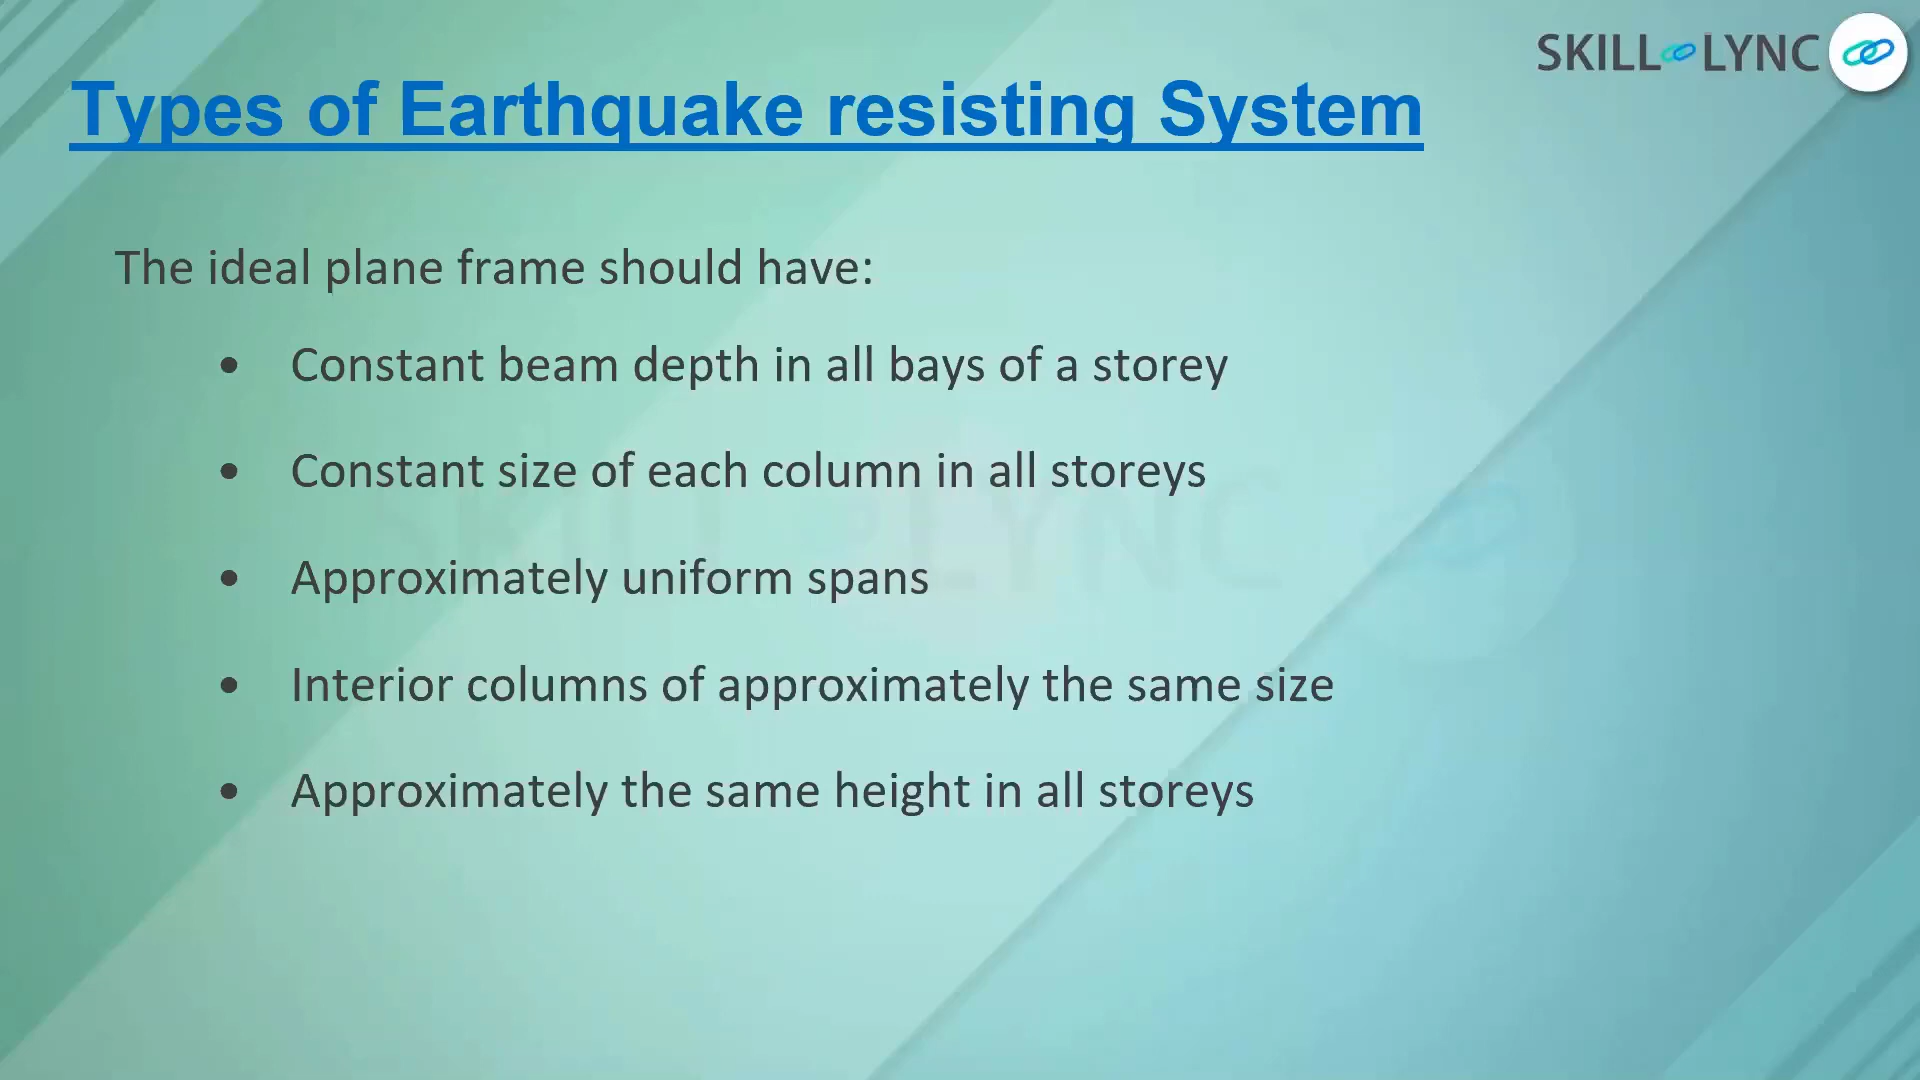 SKILL LYNC
Types of Earthquake resisting System
The ideal plane frame should have:
• Constant beam depth in all bays of a storey
• Constant size of each column in all storeys
• Approximately uniform spans
• Interior columns of approximately the same size
• Approximately the same height in all storeys
SKILL LYNC